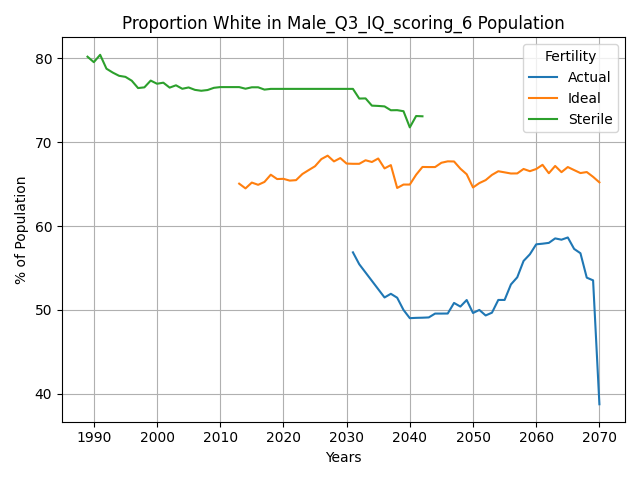 Proportion White in Male_Q3_IQ_scoring_6 Population
Fertility
Actual
Ideal
Sterile
% of Population
80
70
60
50
40
1990 2000 2010 2020 2030 2040 2050 2060 2070
Years